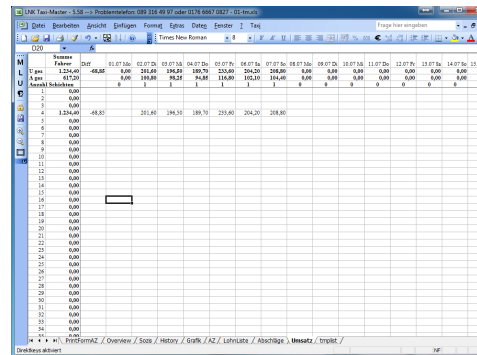 LNK Taxi-Master - 5.58 --> Problemtelefon: 089 316 49 97 oder 0176 6667 0827 - 01-tm.xls
Datei Bearbeiten Ansicht Einfügen Format Extras Daten Fenster ? Taxi Frage hier eingeben
Times New Roman 8 F K U
D20 fx
Summe
Fahrer Diff 01.07 Mo 02.07 Di 03.07 Mi 04.07 Do 05.07 Fr 06.07 Sa 07.07 So 08.07 Mo 09.07 Di 10.07 Mi 11.07 Do 12.07 Fr 13.07 Sa 14.07 So 15.
U ges 1.234,40 -68,85 0,00 201,60 196,50 189,70 233,60 204,20 208,80 0,00 0,00 0,00 0,00 0,00 0,00 0,00
A ges 617,20 0,00 100,80 98,25 94,85 116,80 102,10 104,40 0,00 0,00 0,00 0,00 0,00 0,00 0,00
Anzahl Schichten 0 1 1 1 1 1 1 0 0 0 0 0 0 0
1 0,00
2 0,00
3 0,00
4 1.234,40 -68,85 201,60 196,50 189,70 233,60 204,20 208,80
5 0,00
6 0,00
7 0,00
8 0,00
9 0,00
10 0,00
11 0,00
12 0,00
13 0,00
14 0,00
15 0,00
16 0,00
17 0,00
18 0,00
19 0,00
20 0,00
21 0,00
22 0,00
23 0,00
24 0,00
25 0,00
26 0,00
27 0,00
28 0,00
29 0,00
30 0,00
31 0,00
32 0,00
33 0,00
34 0,00
PrintFormAZ / Overview / Sozis / History / Grafik / AZ / LohnListe / Abschläge \ Umsatz / tmplist /
Direktkeys aktiviert NF